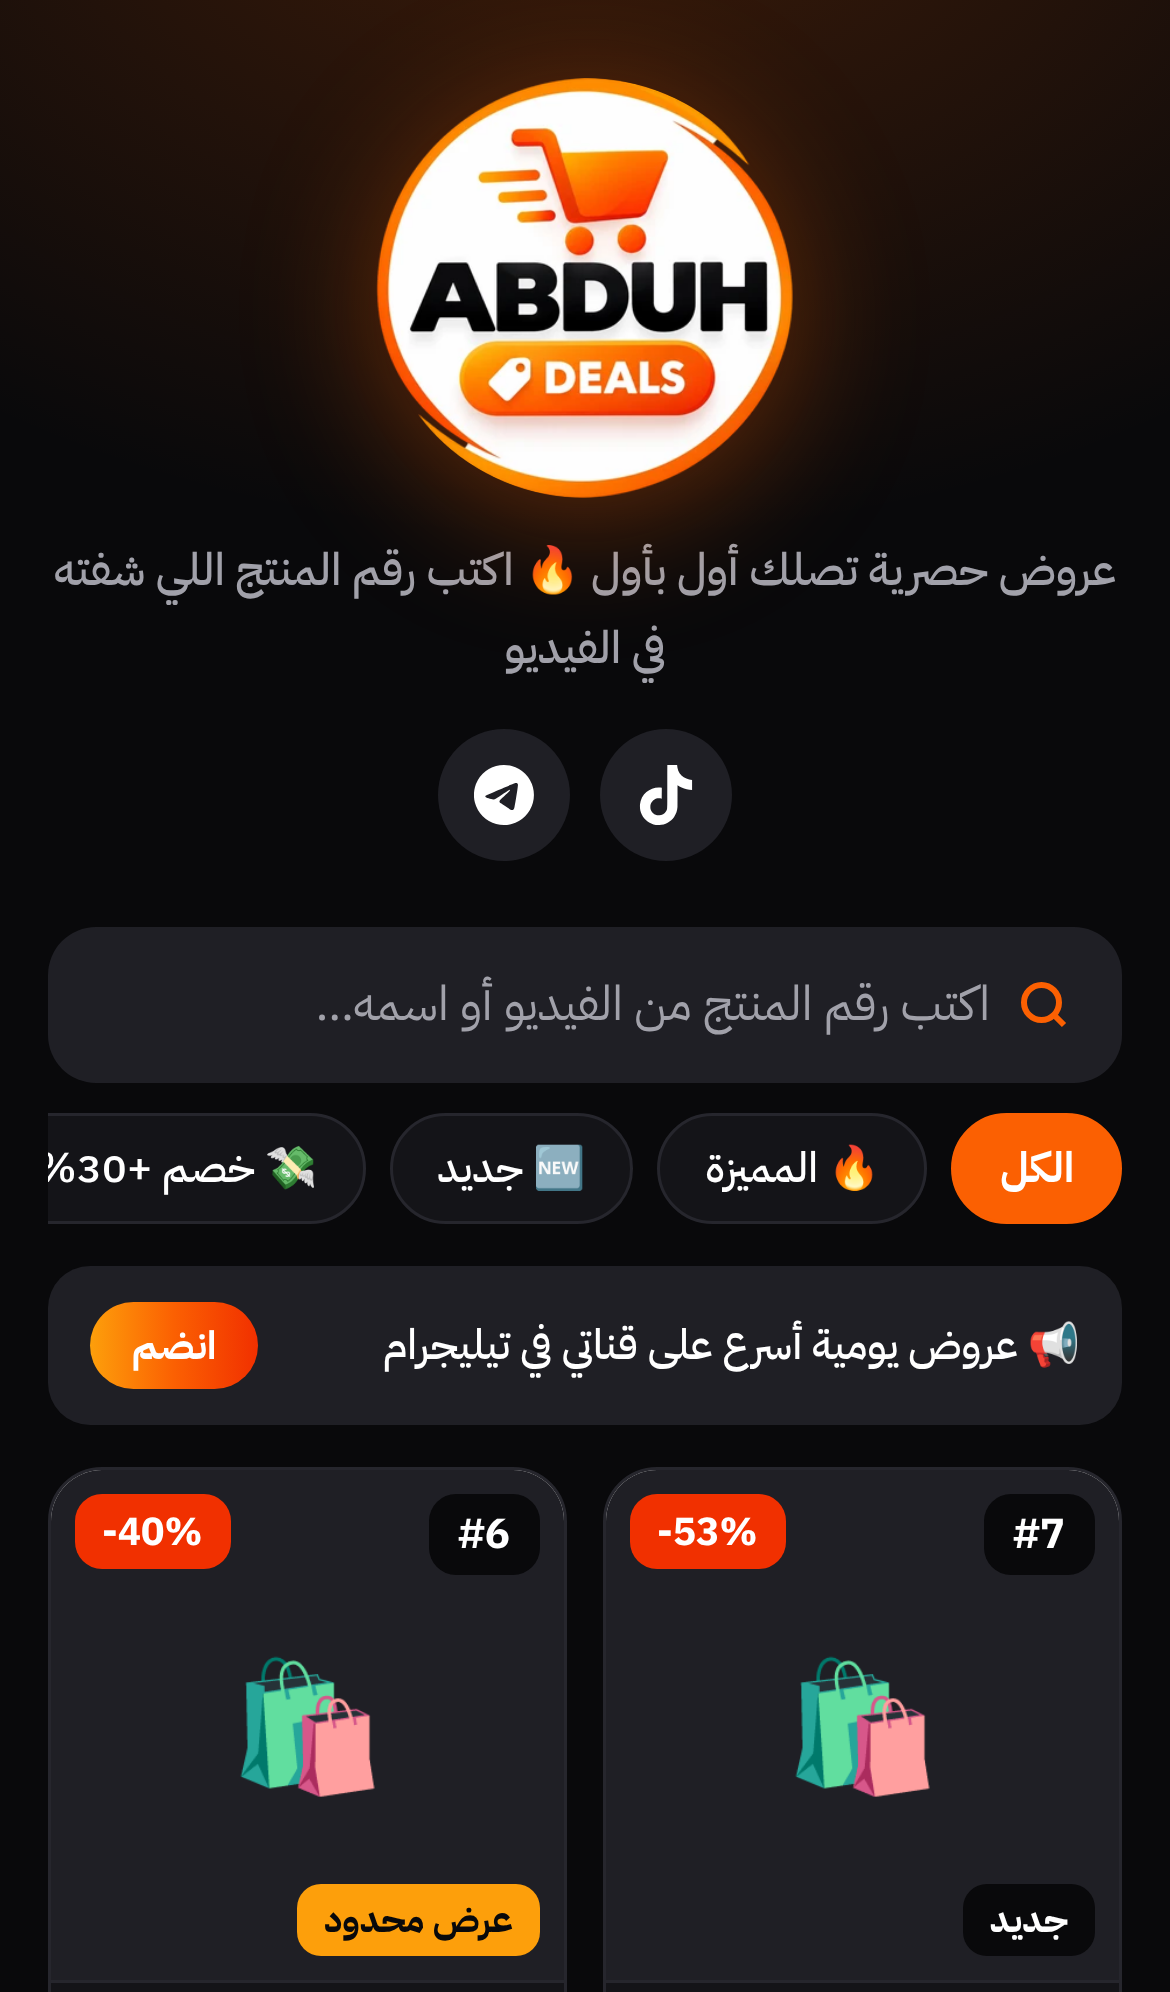 ABDUH
DEALS
عروض حصرية تصلك أول بأول 🔥 اكتب رقم المنتج اللي شفته
في الفيديو
اكتب رقم المنتج من الفيديو أو اسمه...
الكل
🔥 المميزة
🆕 جديد
💸 خصم +30%
📢 عروض يومية أسرع على قناتي في تيليجرام
انضم
#7
-53%
جديد
#6
-40%
عرض محدود